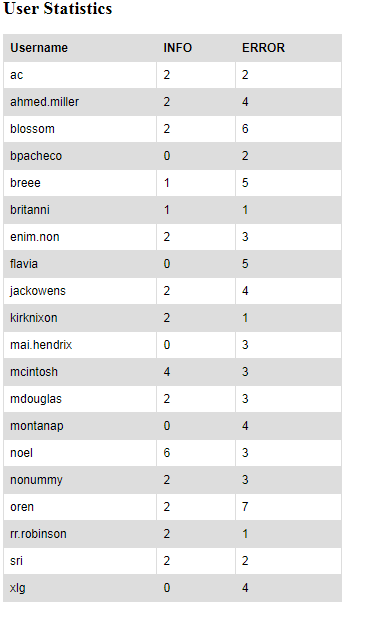 User Statistics
Username INFO ERROR
ac 2 2
ahmed.miller 2 4
blossom 2 6
bpacheco 0 2
breee 1 5
britanni 1 1
enim.non 2 3
flavia 0 5
jackowens 2 4
kirknixon 2 1
mai.hendrix 0 3
mcintosh 4 3
mdouglas 2 3
montanap 0 4
noel 6 3
nonummy 2 3
oren 2 7
rr.robinson 2 1
sri 2 2
xlg 0 4